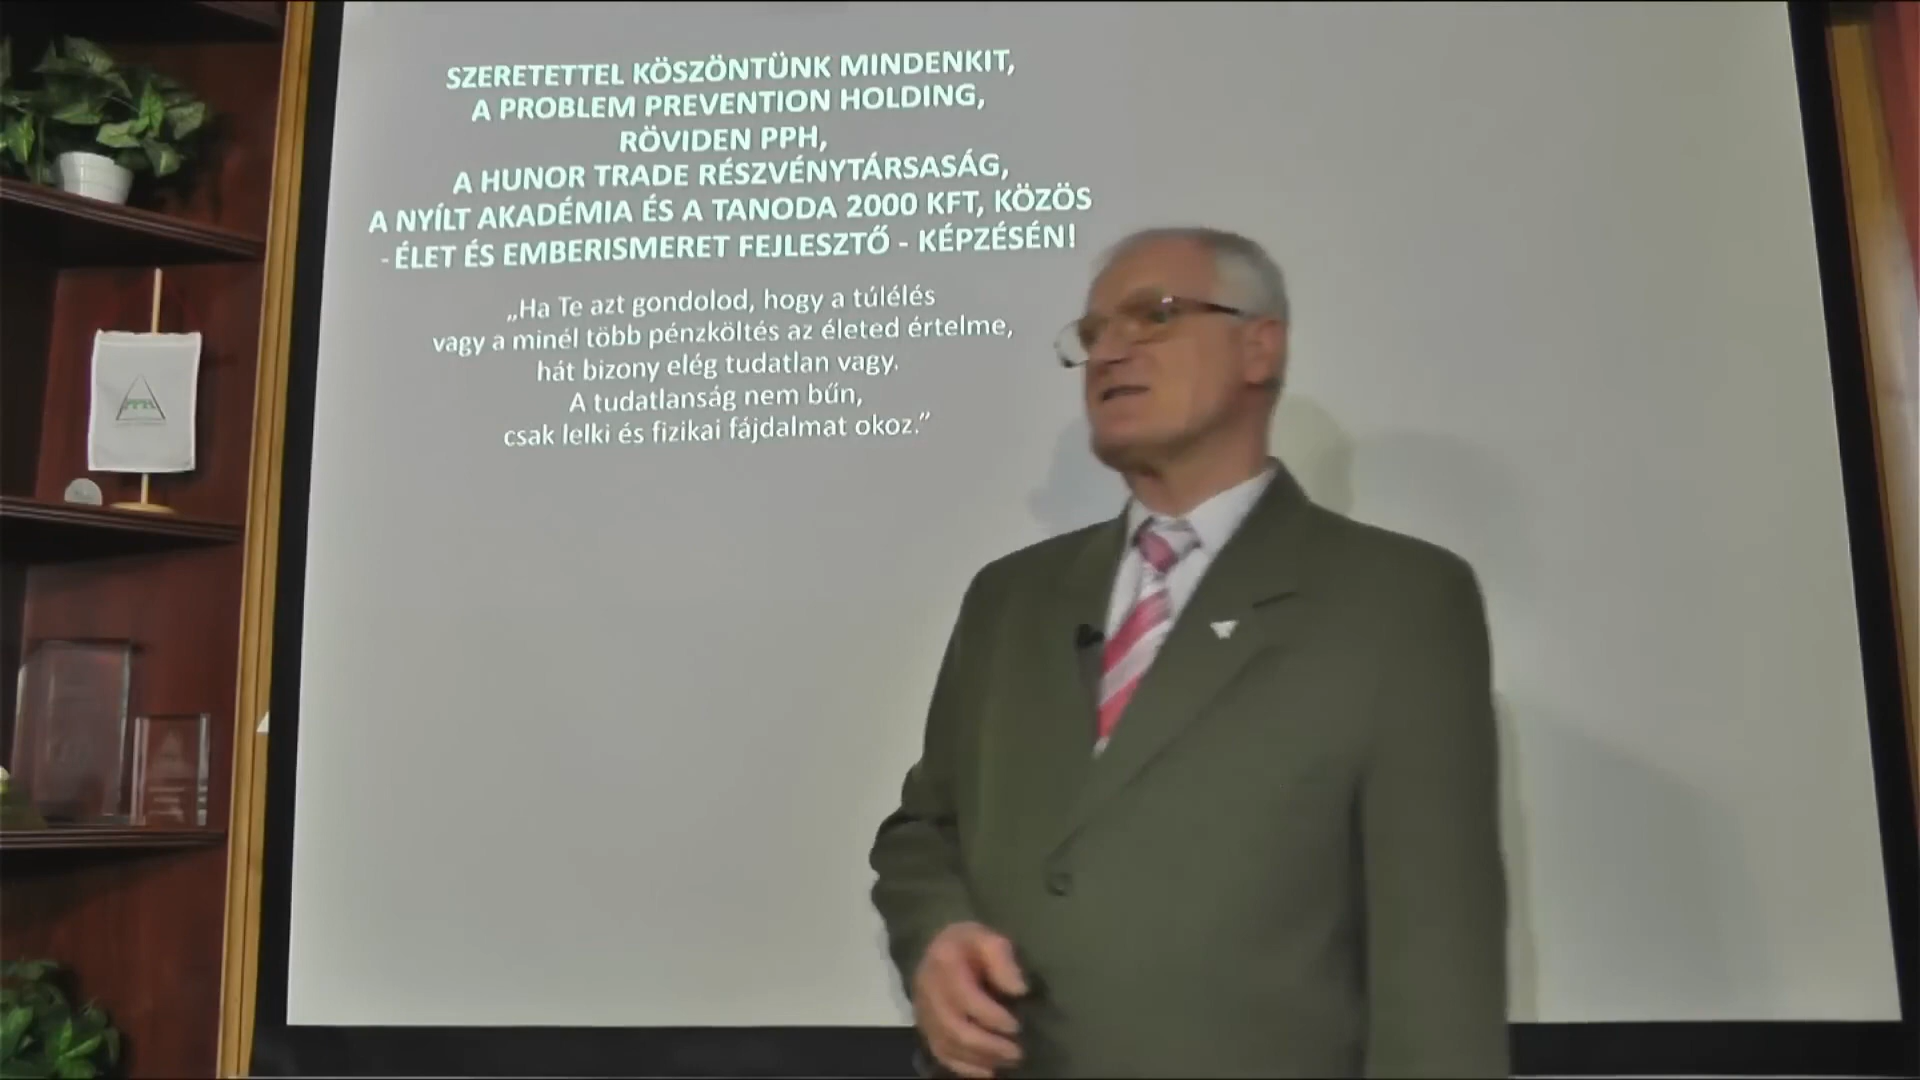 SZERETETTEL KÖSZÖNTÜNK MINDENKIT,
A PROBLEM PREVENTION HOLDING,
RÖVIDEN PPH,
A HUNOR TRADE RÉSZVÉNYTÁRSASÁG,
A NYÍLT AKADÉMIA ÉS A TANODA 2000 KFT, KÖZÖS
- ÉLET ÉS EMBERISMERET FEJLESZTŐ - KÉPZÉSÉN!
„Ha Te azt gondolod, hogy a túlélés
vagy a minél több pénzköltés az életed értelme,
hát bizony elég tudatlan vagy.
A tudatlanság nem bűn,
csak lelki és fizikai fájdalmat okoz.”
PPH